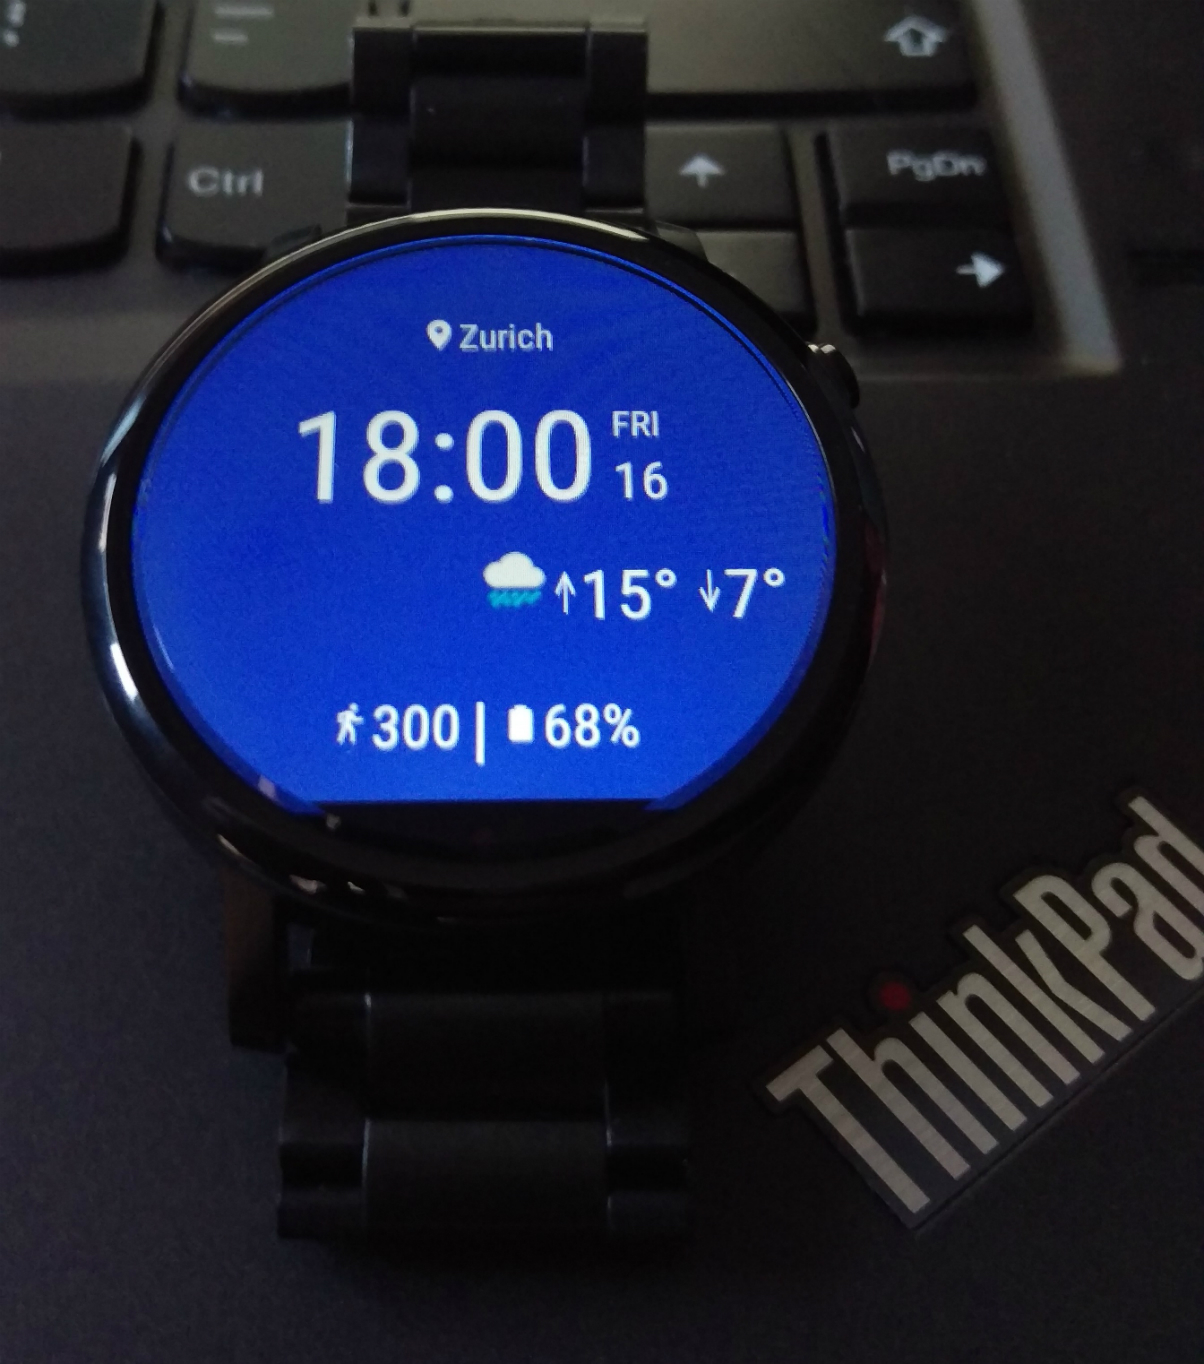 Ctrl
PgDn
Zurich
18:00 FRI
16
↑15° ↓7°
300 | 68%
ThinkPad